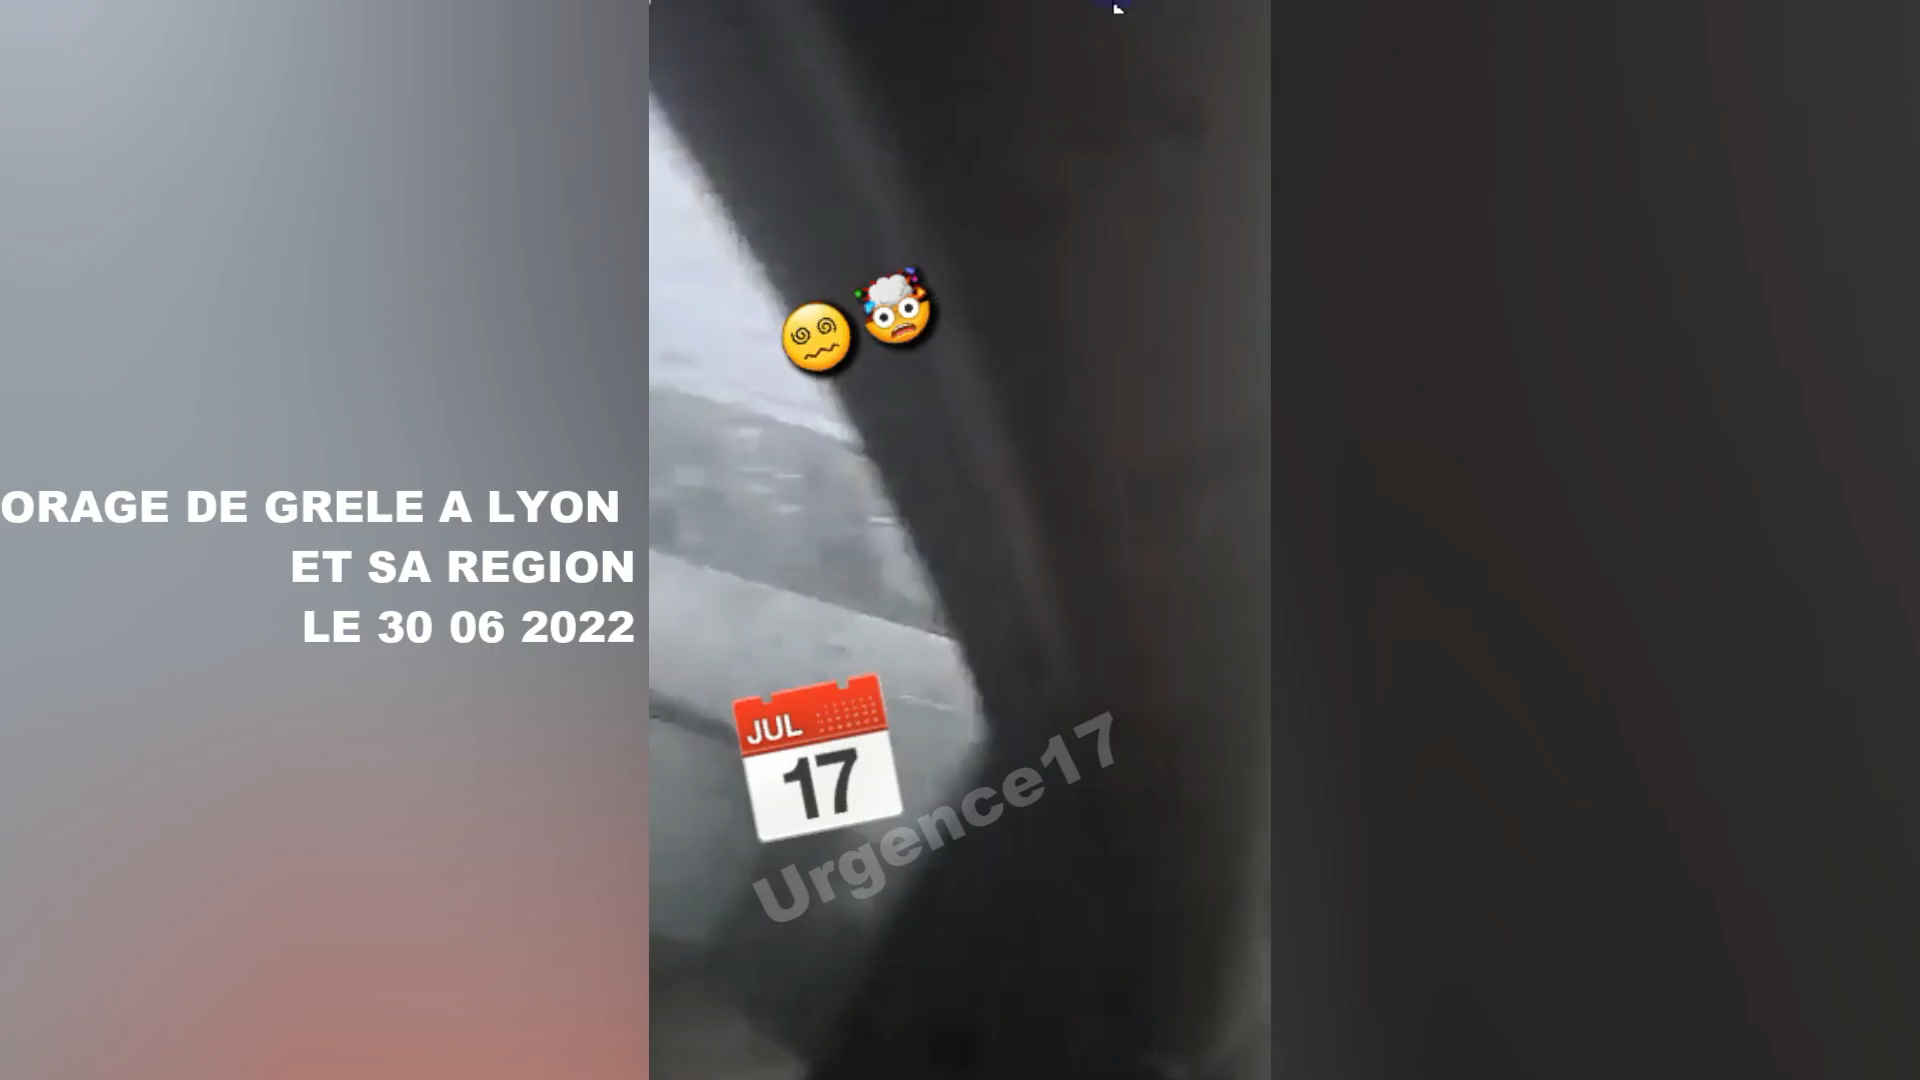 ORAGE DE GRELE A LYON
ET SA REGION
LE 30 06 2022
JUL
17
Urgence17